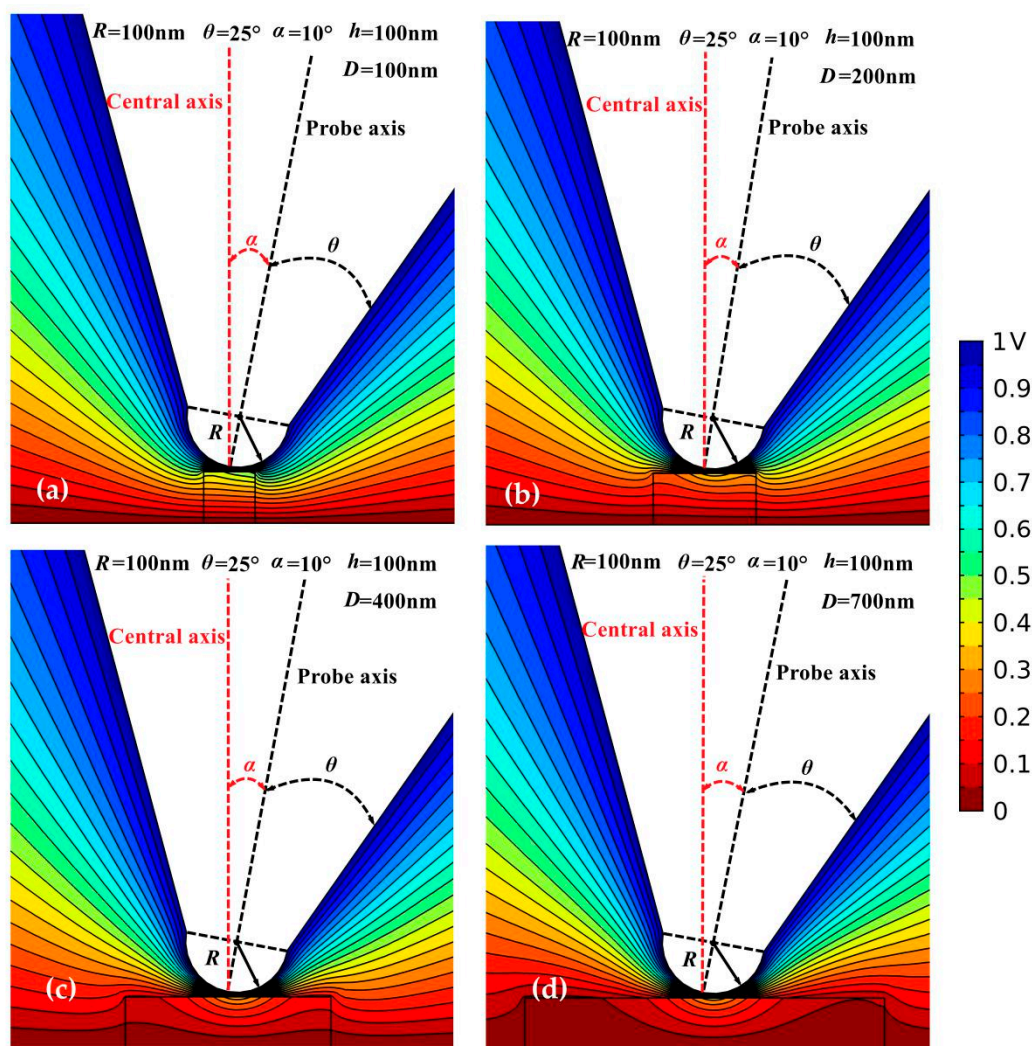 R=100nm θ=25° α=10° h=100nm
D=100nm
Central axis
Probe axis
α
θ
R
(a)
R=100nm θ=25° α=10° h=100nm
D=200nm
Central axis
Probe axis
α
θ
R
(b)
R=100nm θ=25° α=10° h=100nm
D=400nm
Central axis
Probe axis
α
θ
R
(c)
R=100nm θ=25° α=10° h=100nm
D=700nm
Central axis
Probe axis
α
θ
R
(d)
1V
0.9
0.8
0.7
0.6
0.5
0.4
0.3
0.2
0.1
0